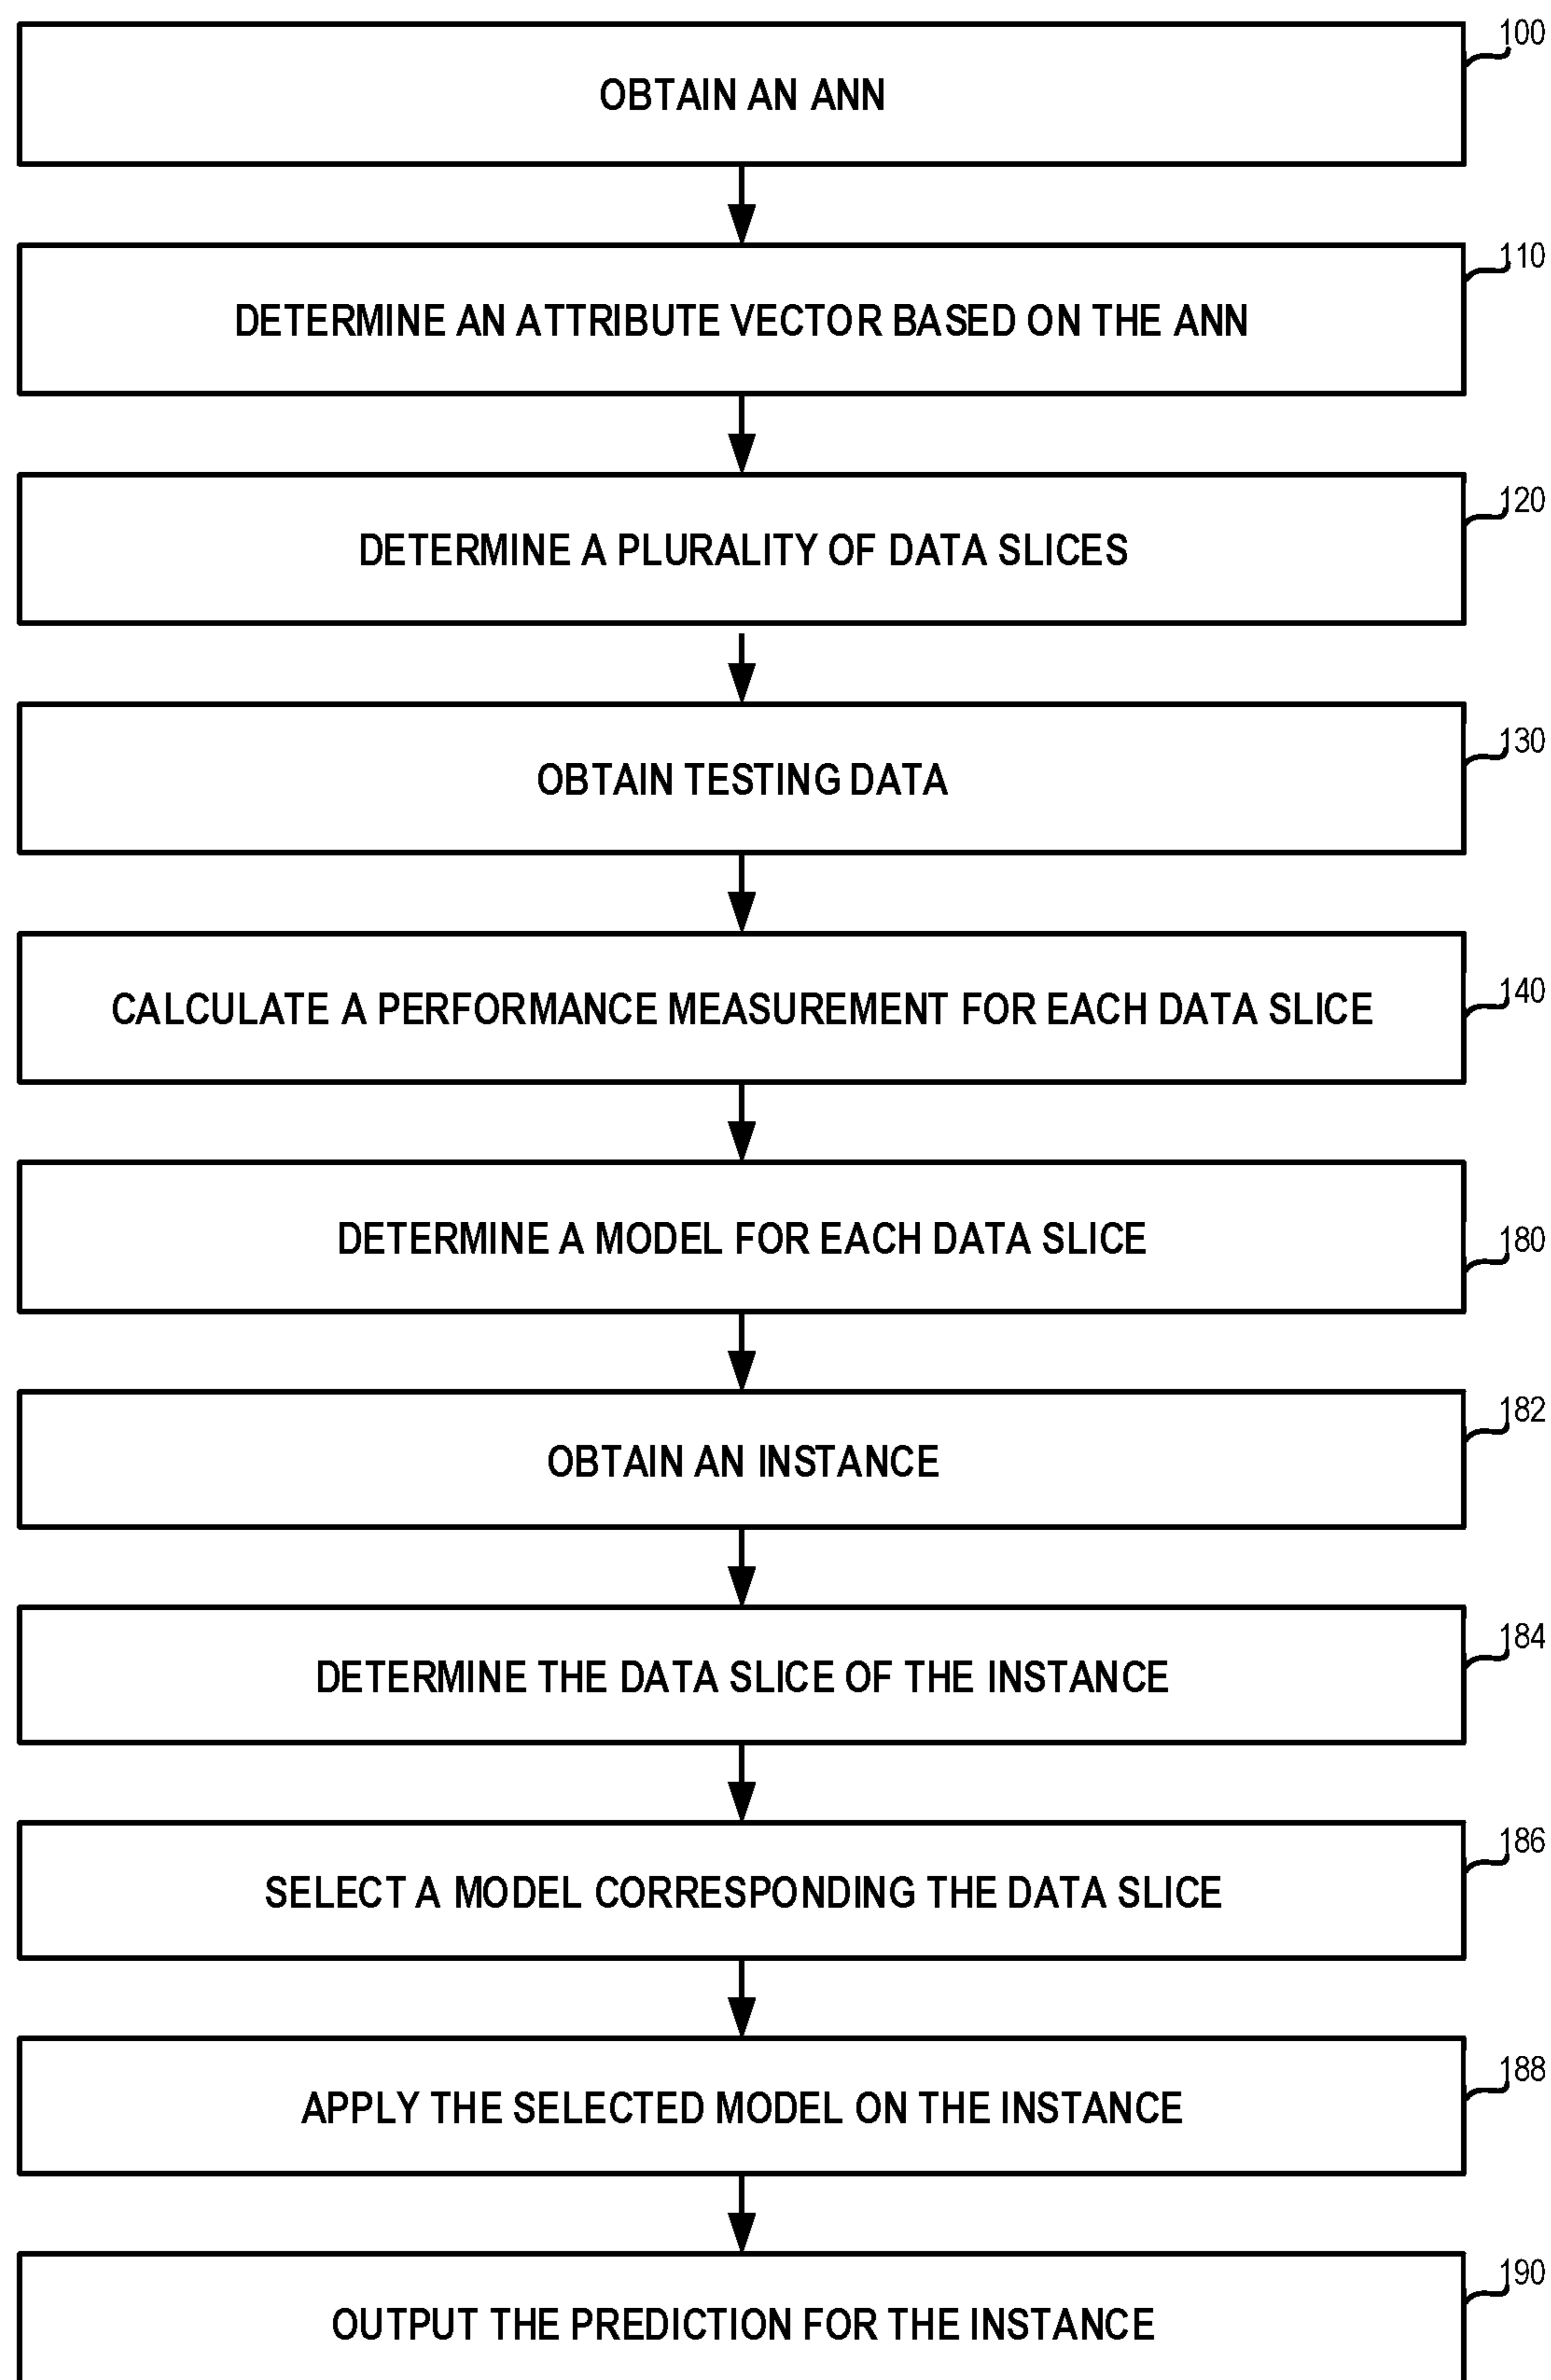 100
OBTAIN AN ANN
110
DETERMINE AN ATTRIBUTE VECTOR BASED ON THE ANN
120
DETERMINE A PLURALITY OF DATA SLICES
130
OBTAIN TESTING DATA
140
CALCULATE A PERFORMANCE MEASUREMENT FOR EACH DATA SLICE
180
DETERMINE A MODEL FOR EACH DATA SLICE
182
OBTAIN AN INSTANCE
184
DETERMINE THE DATA SLICE OF THE INSTANCE
186
SELECT A MODEL CORRESPONDING THE DATA SLICE
188
APPLY THE SELECTED MODEL ON THE INSTANCE
190
OUTPUT THE PREDICTION FOR THE INSTANCE